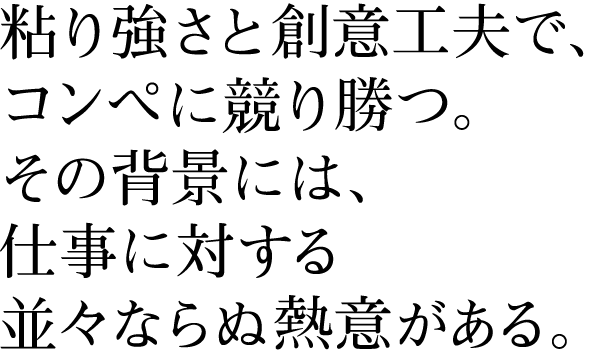 粘り強さと創意工夫で、
コンペに競り勝つ。
その背景には、
仕事に対する
並々ならぬ熱意がある。